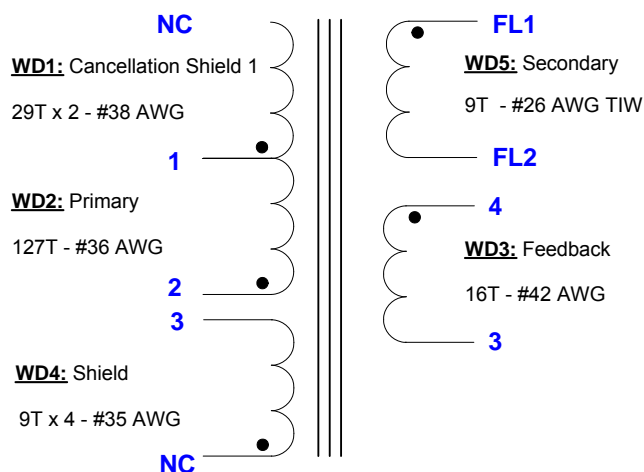 NC
WD1: Cancellation Shield 1
29T x 2 - #38 AWG
1
WD2: Primary
127T - #36 AWG
2
3
WD4: Shield
9T x 4 - #35 AWG
NC
FL1
WD5: Secondary
9T - #26 AWG TIW
FL2
4
WD3: Feedback
16T - #42 AWG
3